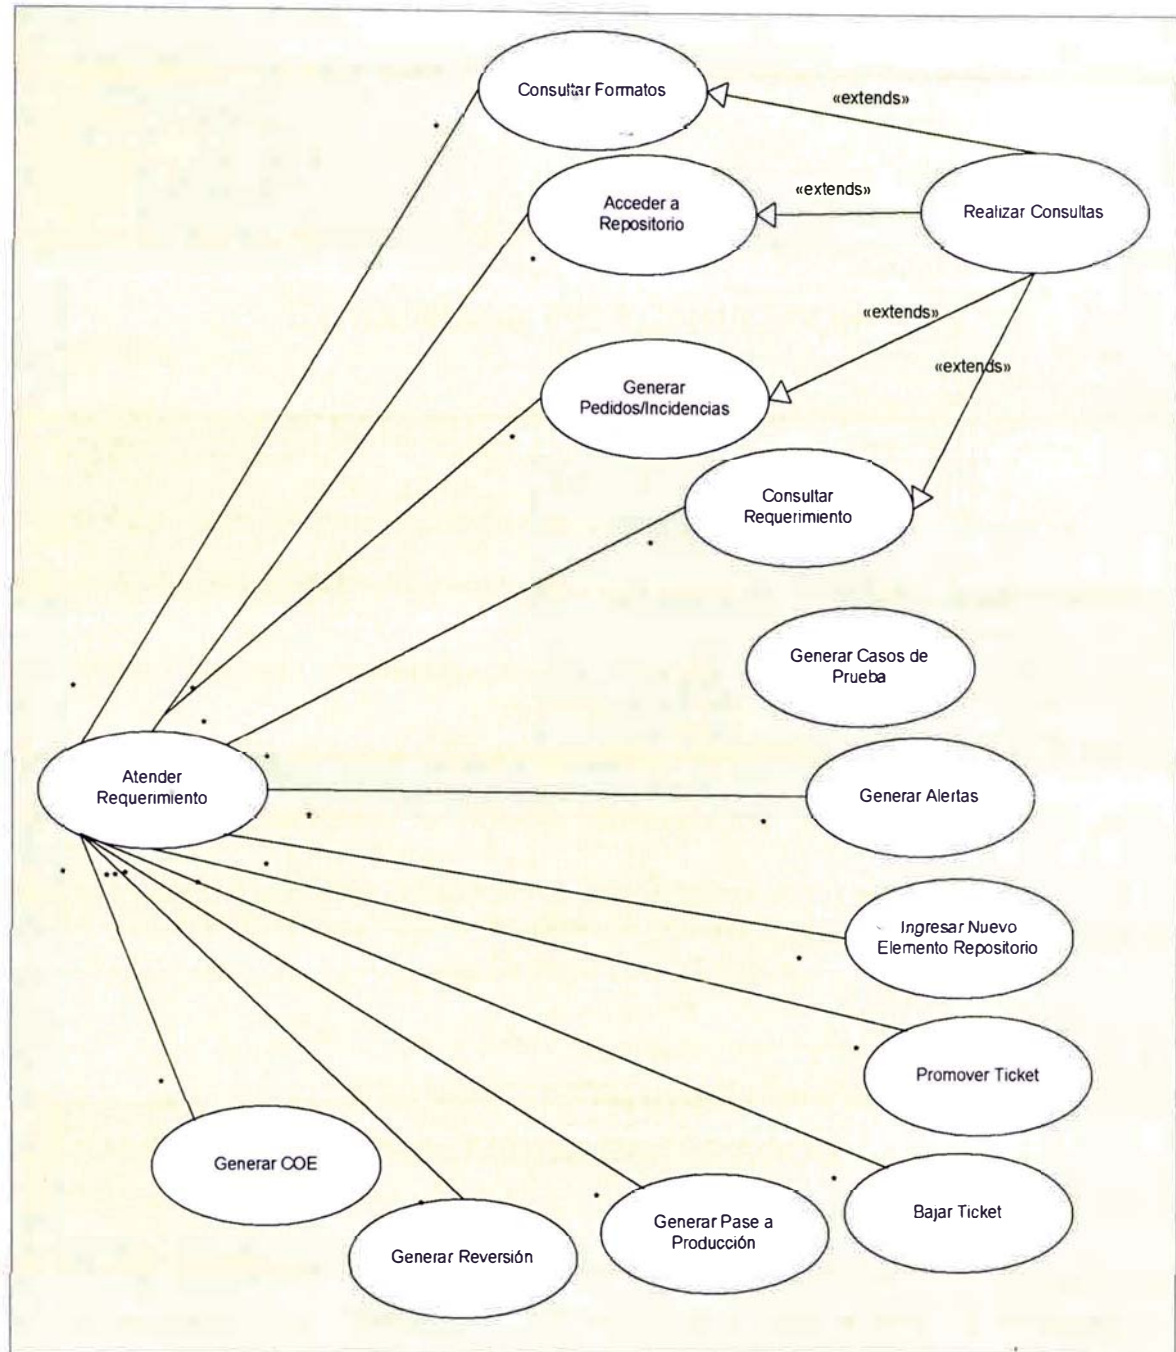 Consultar Formatos
«extends»
Acceder a
Repositorio
«extends»
Realizar Consultas
«extends»
Generar
Pedidos/Incidencias
«extends»
Consultar
Requerimiento
Generar Casos de
Prueba
Atender
Requerimiento
Generar Alertas
Ingresar Nuevo
Elemento Repositorio
Promover Ticket
Generar COE
Generar Reversión
Generar Pase a
Producción
Bajar Ticket